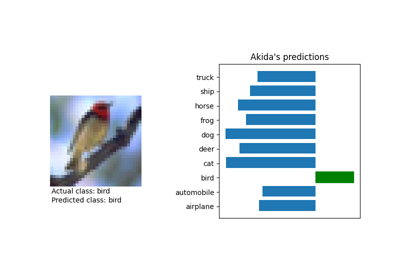 Akida's predictions
truck
ship
horse
frog
dog
deer
cat
bird
automobile
airplane
Actual class: bird
Predicted class: bird